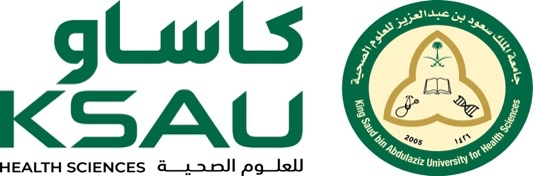 كاساو
KSAU
HEALTH SCIENCES للعلوم الصحية
جامعة الملك سعود بن عبدالعزيز للعلوم الصحية
2005 ١٤٢٦
King Saud bin Abdulaziz University for Health Sciences